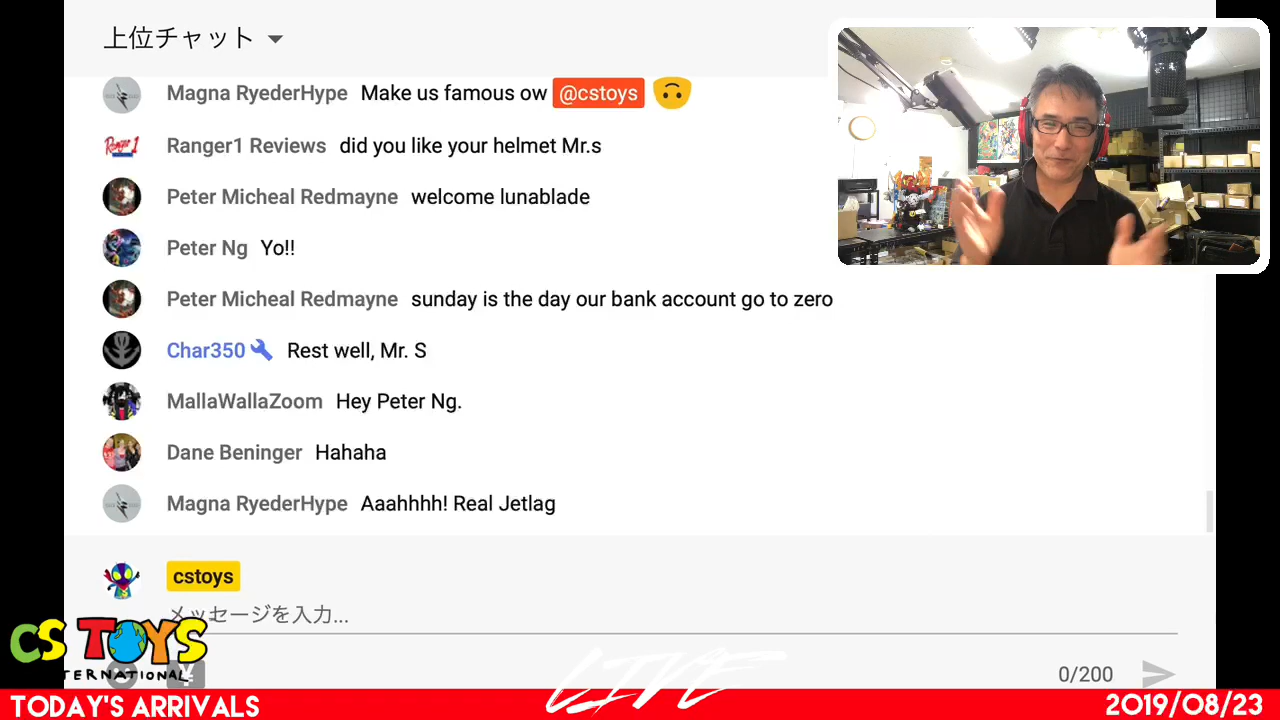 上位チャット
Magna RyederHype Make us famous ow @cstoys
Ranger1 Reviews did you like your helmet Mr.s
Peter Micheal Redmayne welcome lunablade
Peter Ng Yo!!
Peter Micheal Redmayne sunday is the day our bank account go to zero
Char350 Rest well, Mr. S
MallaWallaZoom Hey Peter Ng.
Dane Beninger Hahaha
Magna RyederHype Aaahhhh! Real Jetlag
cstoys
メッセージを入力...
CS TOYS
INTERNATIONAL
¥
0/200
LIVE
TODAY'S ARRIVALS
2019/08/23